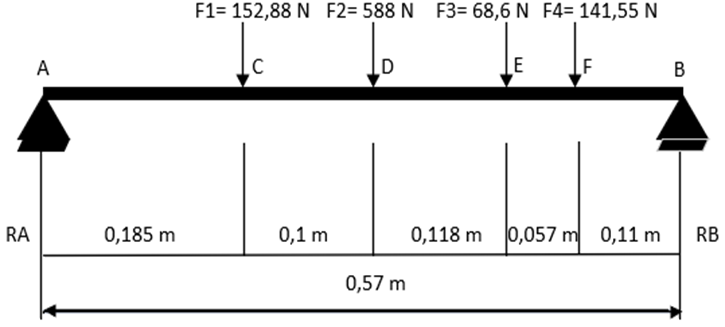 F1= 152,88 N F2= 588 N F3= 68,6 N F4= 141,55 N
A C D E F B
RA 0,185 m 0,1 m 0,118 m 0,057 m 0,11 m RB
0,57 m